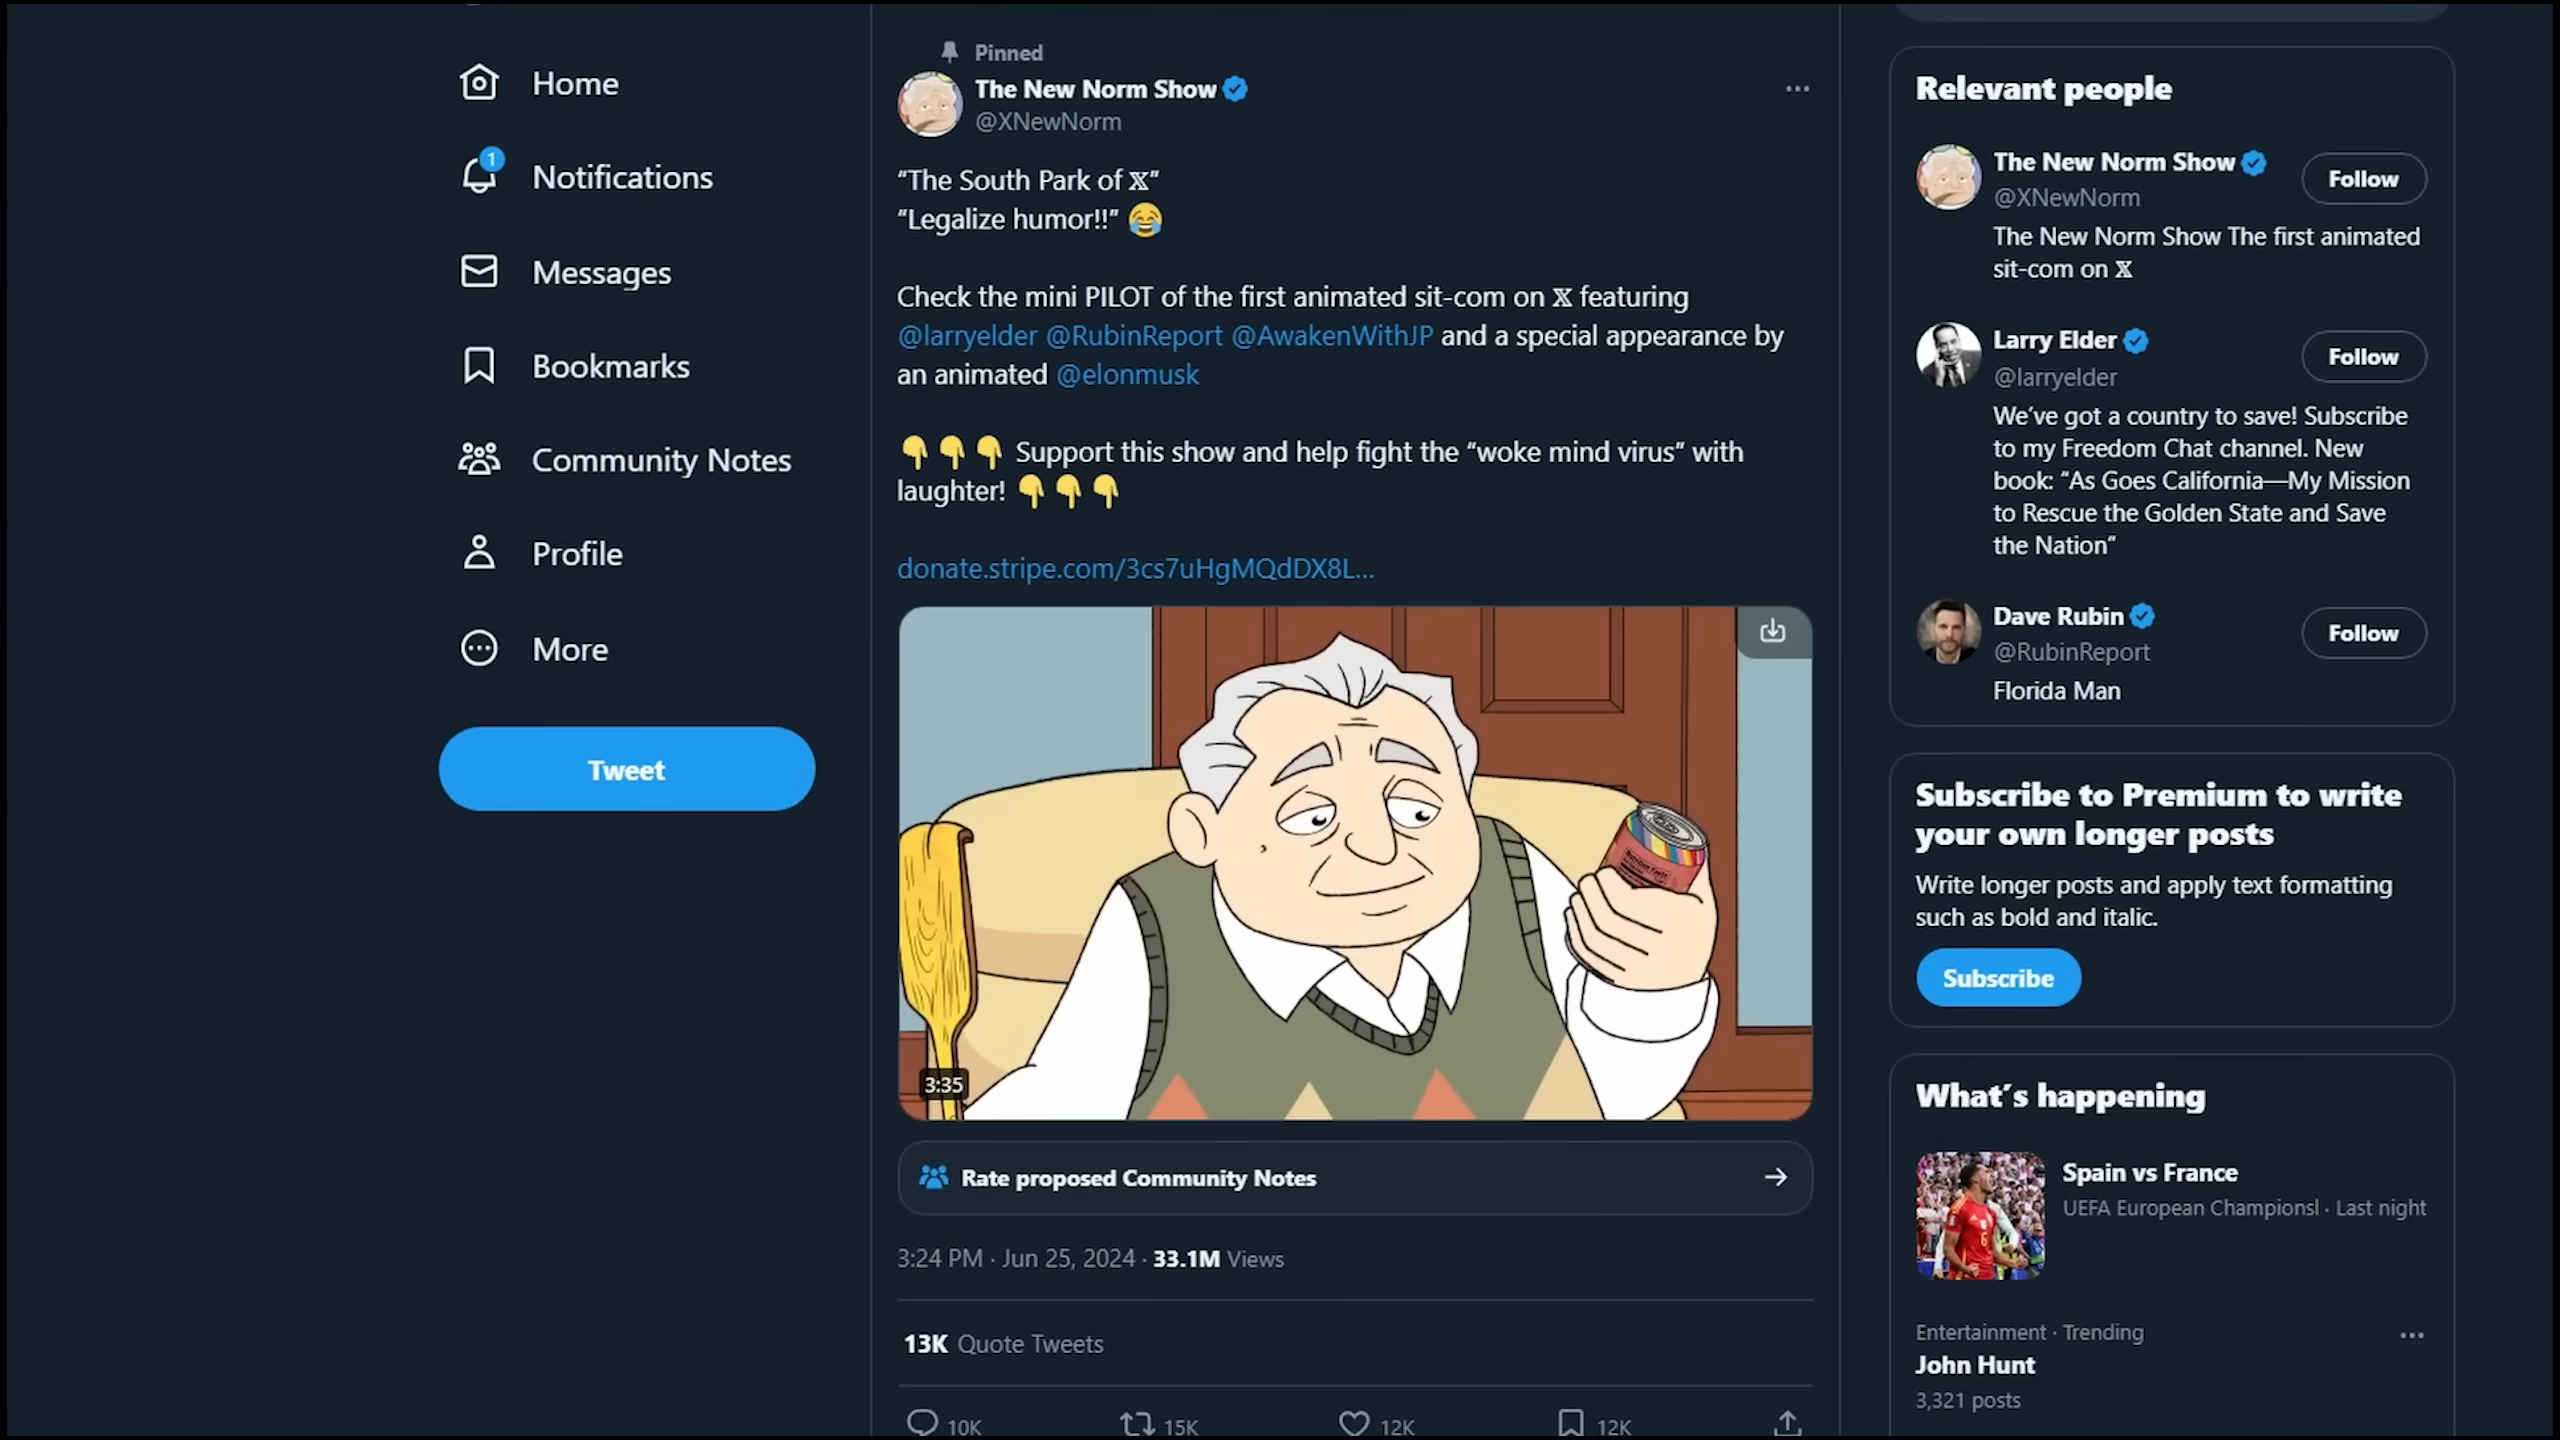 Home
Notifications
1
Messages
Bookmarks
Community Notes
Profile
More
Tweet
Pinned
The New Norm Show
@XNewNorm
“The South Park of 𝕏”
“Legalize humor!!” 😂
Check the mini PILOT of the first animated sit-com on 𝕏 featuring
@larryelder @RubinReport @AwakenWithJP and a special appearance by
an animated @elonmusk
👇👇👇 Support this show and help fight the “woke mind virus” with
laughter! 👇👇👇
donate.stripe.com/3cs7uHgMQdDX8L...
3:35
Rate proposed Community Notes
3:24 PM · Jun 25, 2024 · 33.1M Views
13K Quote Tweets
10K
15K
12K
12K
Relevant people
The New Norm Show
@XNewNorm
Follow
The New Norm Show The first animated
sit-com on 𝕏
Larry Elder
@larryelder
Follow
We've got a country to save! Subscribe
to my Freedom Chat channel. New
book: “As Goes California—My Mission
to Rescue the Golden State and Save
the Nation”
Dave Rubin
@RubinReport
Follow
Florida Man
Subscribe to Premium to write
your own longer posts
Write longer posts and apply text formatting
such as bold and italic.
Subscribe
What's happening
Spain vs France
UEFA European Championsl · Last night
Entertainment · Trending
John Hunt
3,321 posts